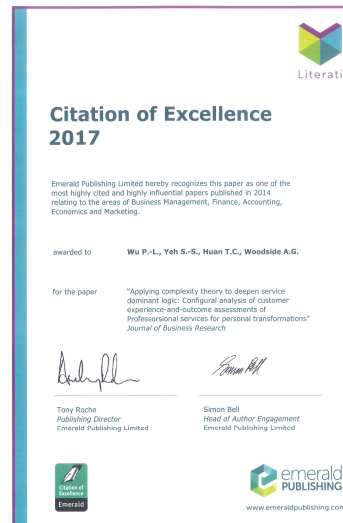 Literati
Citation of Excellence
2017
Emerald Publishing Limited hereby recognizes this paper as one of the
most highly cited and highly influential papers published in 2014
relating to the areas of Business Management, Finance, Accounting,
Economics and Marketing.
awarded to Wu P.-L., Yeh S.-S., Huan T.C., Woodside A.G.
for the paper "Applying complexity theory to deepen service
dominant logic: Configural analysis of customer
experience-and-outcome assessments of
Professorsional services for personal transformations"
Journal of Business Research
Tony Roche
Publishing Director
Emerald Publishing Limited
Simon Bell
Head of Author Engagement
Emerald Publishing Limited
Citation of
Excellence
Emerald
emerald
PUBLISHING
www.emeraldpublishing.com